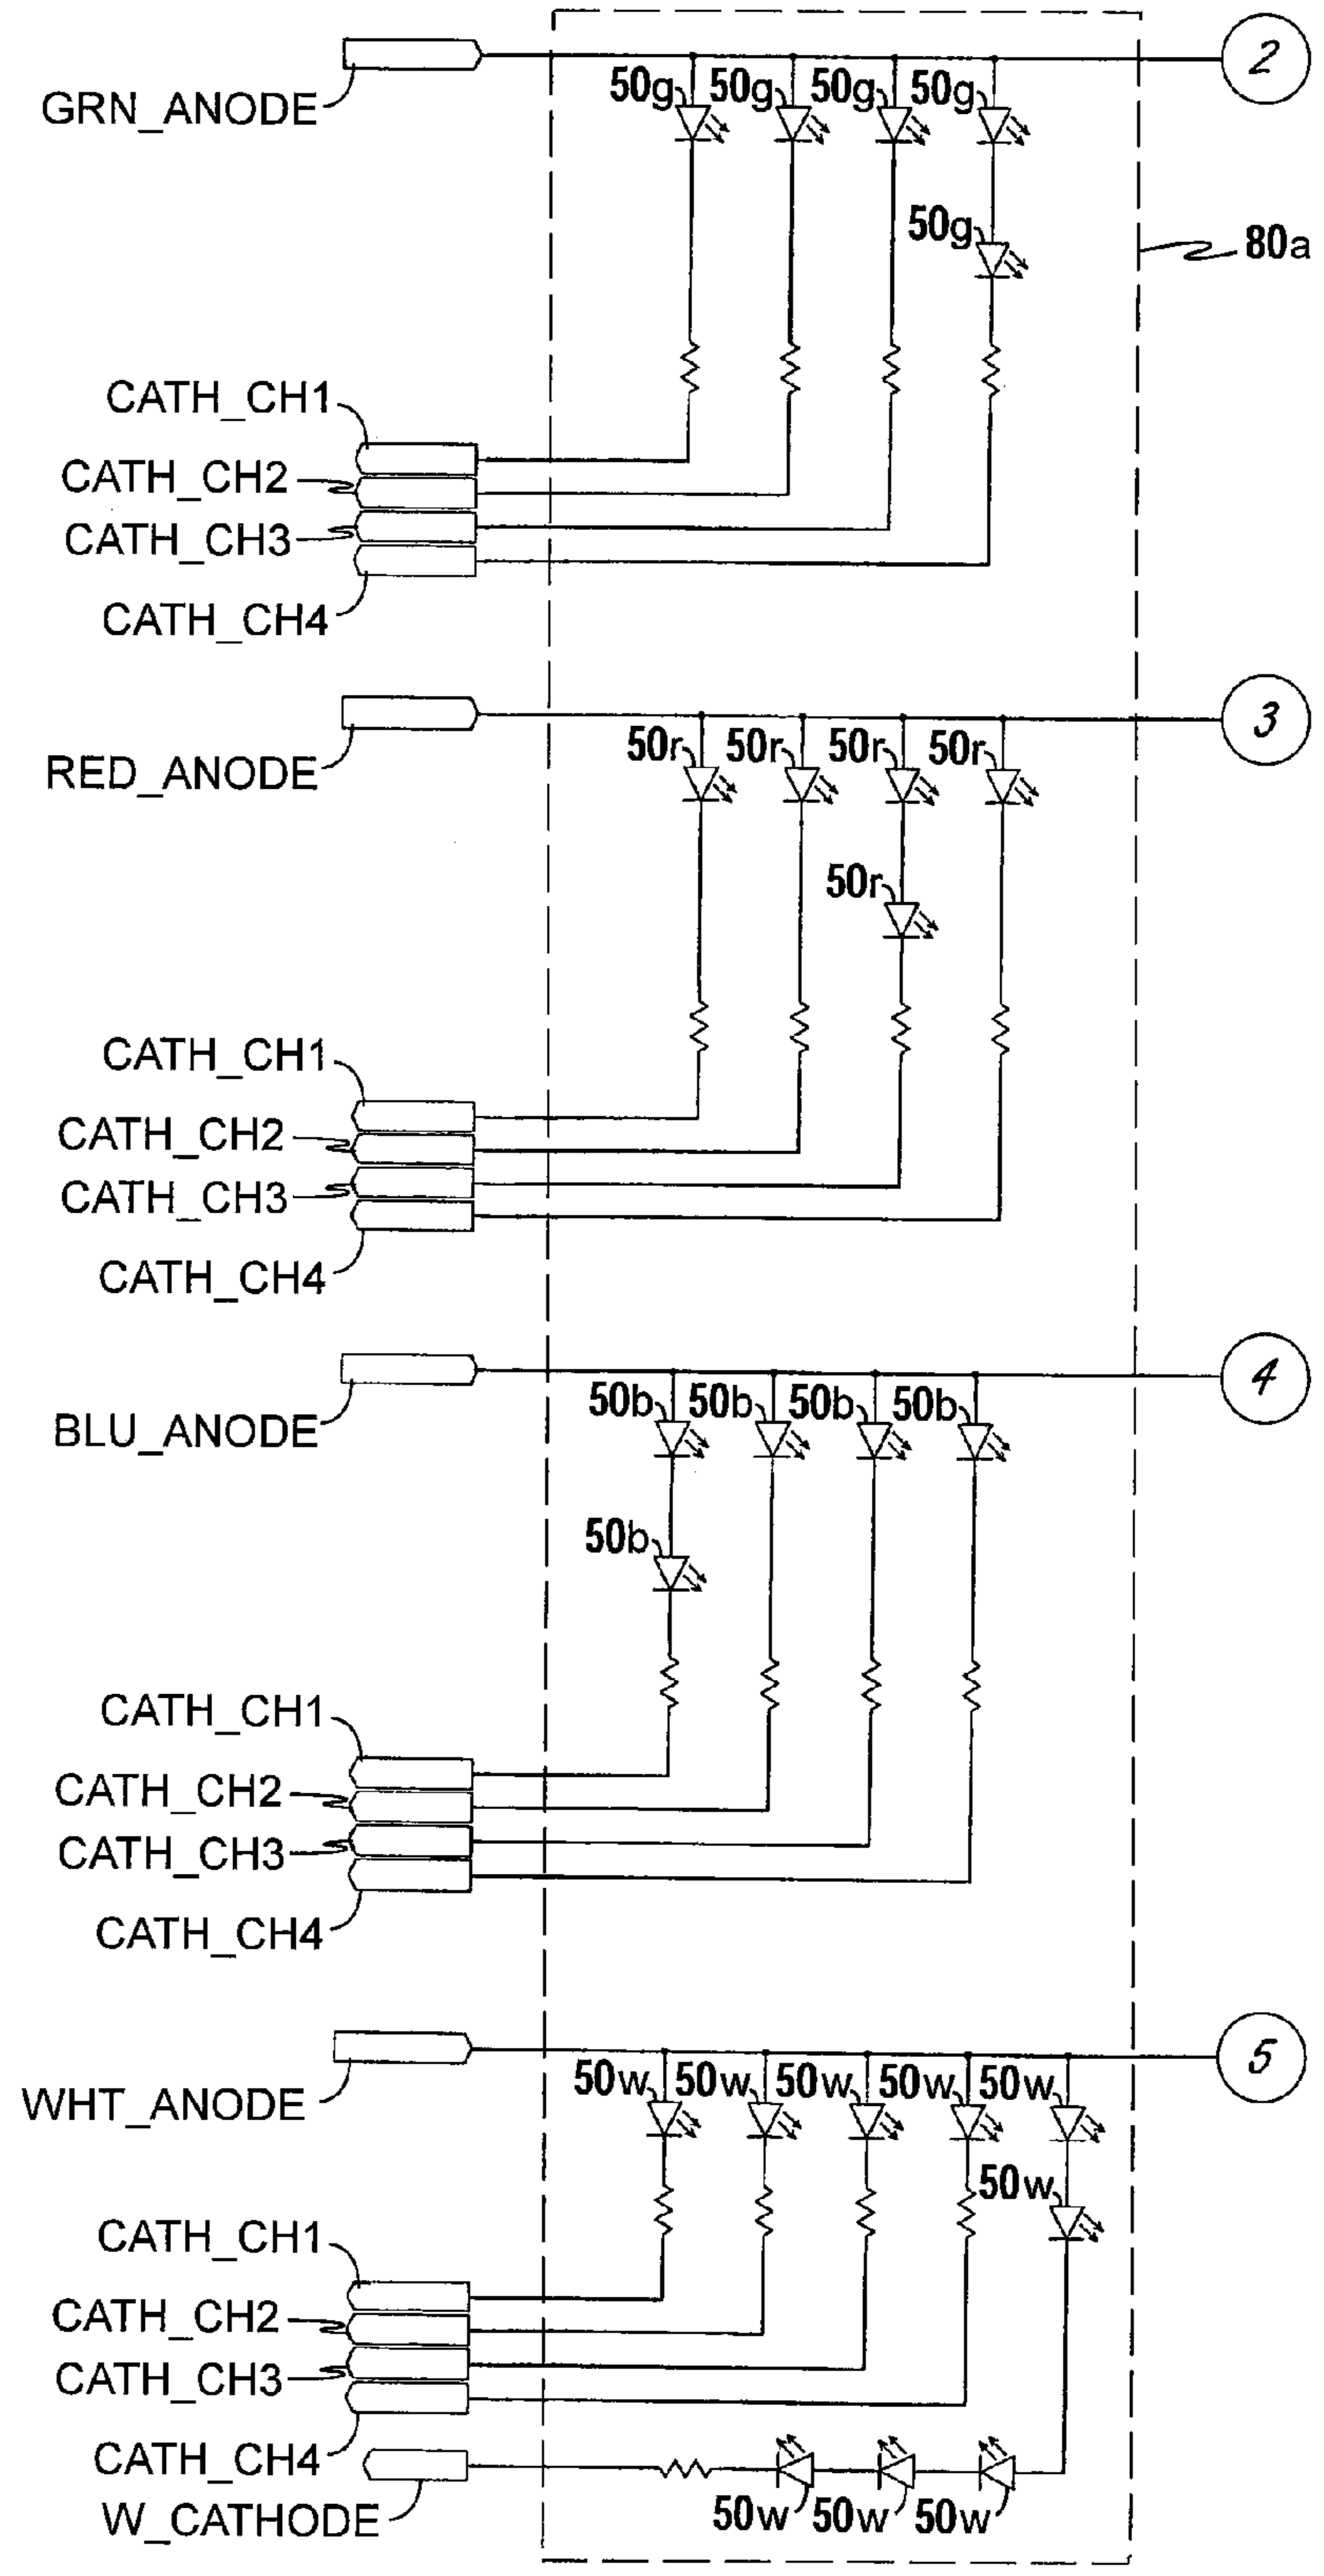 2
50g 50g 50g 50g
GRN_ANODE
50g
80a
CATH_CH1
CATH_CH2
CATH_CH3
CATH_CH4
3
50r 50r 50r 50r
RED_ANODE
50r
CATH_CH1
CATH_CH2
CATH_CH3
CATH_CH4
4
50b 50b 50b 50b
BLU_ANODE
50b
CATH_CH1
CATH_CH2
CATH_CH3
CATH_CH4
5
50w 50w 50w 50w 50w
WHT_ANODE
50w
CATH_CH1
CATH_CH2
CATH_CH3
CATH_CH4
W_CATHODE
50w 50w 50w